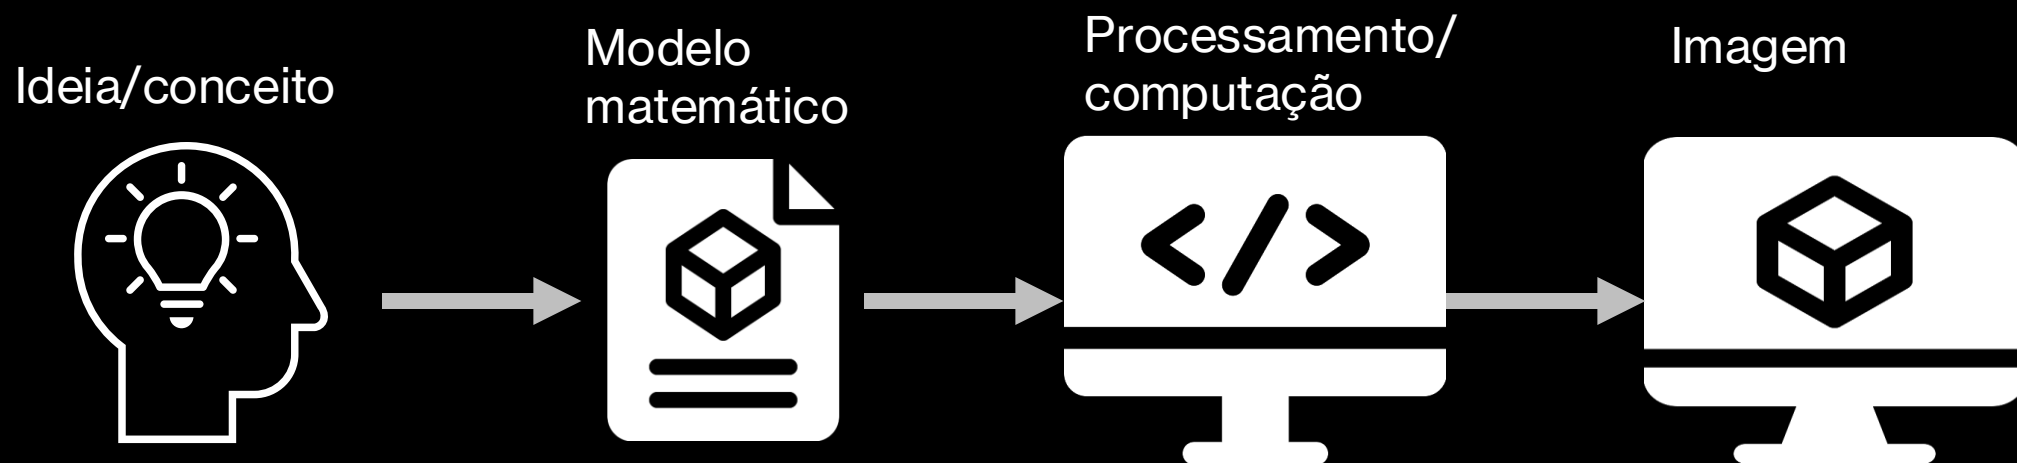 Ideia/conceito
Modelo
matemático
Processamento/
computação
Imagem
</>